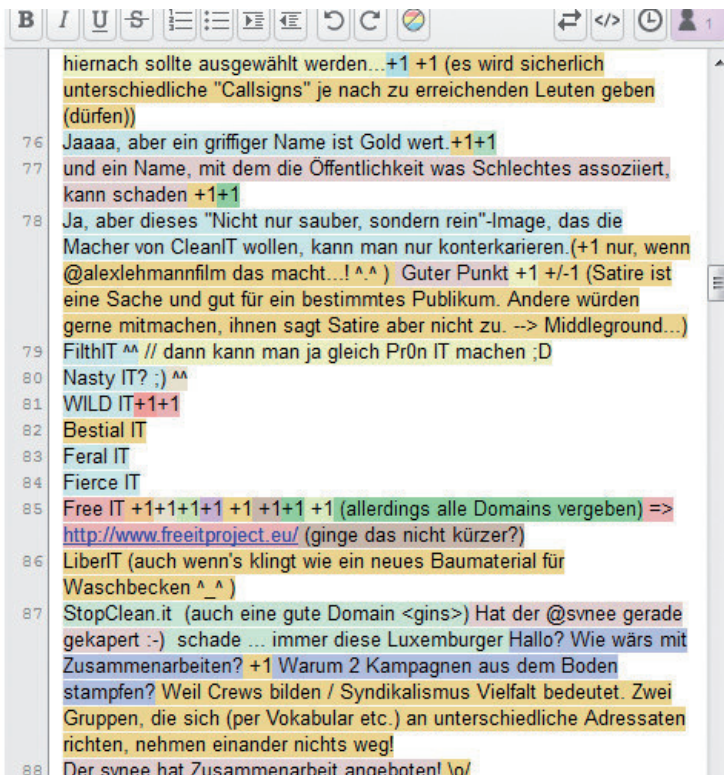 B I U S 1
hiernach sollte ausgewählt werden...+1 +1 (es wird sicherlich
unterschiedliche "Callsigns" je nach zu erreichenden Leuten geben
(dürfen))
76 Jaaaa, aber ein griffiger Name ist Gold wert.+1+1
77 und ein Name, mit dem die Öffentlichkeit was Schlechtes assoziiert,
kann schaden +1+1
78 Ja, aber dieses "Nicht nur sauber, sondern rein"-Image, das die
Macher von CleanIT wollen, kann man nur konterkarieren.(+1 nur, wenn
@alexlehmannfilm das macht...! ^.^ ) Guter Punkt +1 +/-1 (Satire ist
eine Sache und gut für ein bestimmtes Publikum. Andere würden
gerne mitmachen, ihnen sagt Satire aber nicht zu. --> Middleground...)
79 FilthIT ^^ // dann kann man ja gleich Pr0n IT machen ;D
80 Nasty IT? ;) ^^
81 WILD IT+1+1
82 Bestial IT
83 Feral IT
84 Fierce IT
85 Free IT +1+1+1+1 +1 +1+1 +1 (allerdings alle Domains vergeben) =>
http://www.freeitproject.eu/ (ginge das nicht kürzer?)
86 LiberIT (auch wenn's klingt wie ein neues Baumaterial für
Waschbecken ^_^ )
87 StopClean.it (auch eine gute Domain <gins>) Hat der @svnee gerade
gekapert :-) schade ... immer diese Luxemburger Hallo? Wie wärs mit
Zusammenarbeiten? +1 Warum 2 Kampagnen aus dem Boden
stampfen? Weil Crews bilden / Syndikalismus Vielfalt bedeutet. Zwei
Gruppen, die sich (per Vokabular etc.) an unterschiedliche Adressaten
richten, nehmen einander nichts weg!
88 Der svnee hat Zusammenarbeit angeboten! \o/